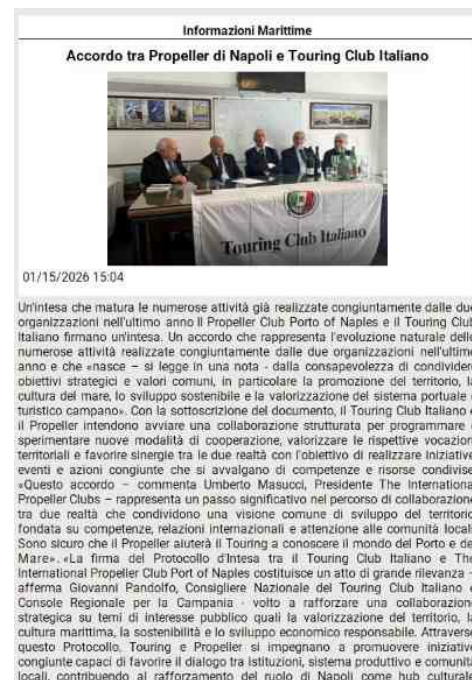 Informazioni Marittime
Accordo tra Propeller di Napoli e Touring Club Italiano
Touring Club Italiano
01/15/2026 15:04
Un'intesa che matura le numerose attività già realizzate congiuntamente dalle due
organizzazioni nell'ultimo anno Il Propeller Club Porto of Naples e il Touring Club
Italiano firmano un'intesa. Un accordo che rappresenta l'evoluzione naturale delle
numerose attività realizzate congiuntamente dalle due organizzazioni nell'ultimo
anno e che «nasce – si legge in una nota - dalla consapevolezza di condividere
obiettivi strategici e valori comuni, in particolare la promozione del territorio, la
cultura del mare, lo sviluppo sostenibile e la valorizzazione del sistema portuale
turistico campano». Con la sottoscrizione del documento, il Touring Club Italiano e
il Propeller intendono avviare una collaborazione strutturata per programmare
sperimentare nuove modalità di cooperazione, valorizzare le rispettive vocazioni
territoriali e favorire sinergie tra le due realtà con l'obiettivo di realizzare iniziative
eventi e azioni congiunte che si avvalgano di competenze e risorse condivise.
«Questo accordo – commenta Umberto Masucci, Presidente The International
Propeller Clubs – rappresenta un passo significativo nel percorso di collaborazione
tra due realtà che condividono una visione comune di sviluppo del territorio
fondata su competenze, relazioni internazionali e attenzione alle comunità locali
Sono sicuro che il Propeller aiuterà il Touring a conoscere il mondo del Porto e del
Mare». «La firma del Protocollo d'Intesa tra il Touring Club Italiano e The
International Propeller Club Port of Naples costituisce un atto di grande rilevanza -
afferma Giovanni Pandolfo, Consigliere Nazionale del Touring Club Italiano e
Console Regionale per la Campania - volto a rafforzare una collaborazione
strategica su temi di interesse pubblico quali la valorizzazione del territorio, la
cultura marittima, la sostenibilità e lo sviluppo economico responsabile. Attraverso
questo Protocollo, Touring e Propeller si impegnano a promuovere iniziative
congiunte capaci di favorire il dialogo tra istituzioni, sistema produttivo e comunità
locali, contribuendo al rafforzamento del ruolo di Napoli come hub culturale